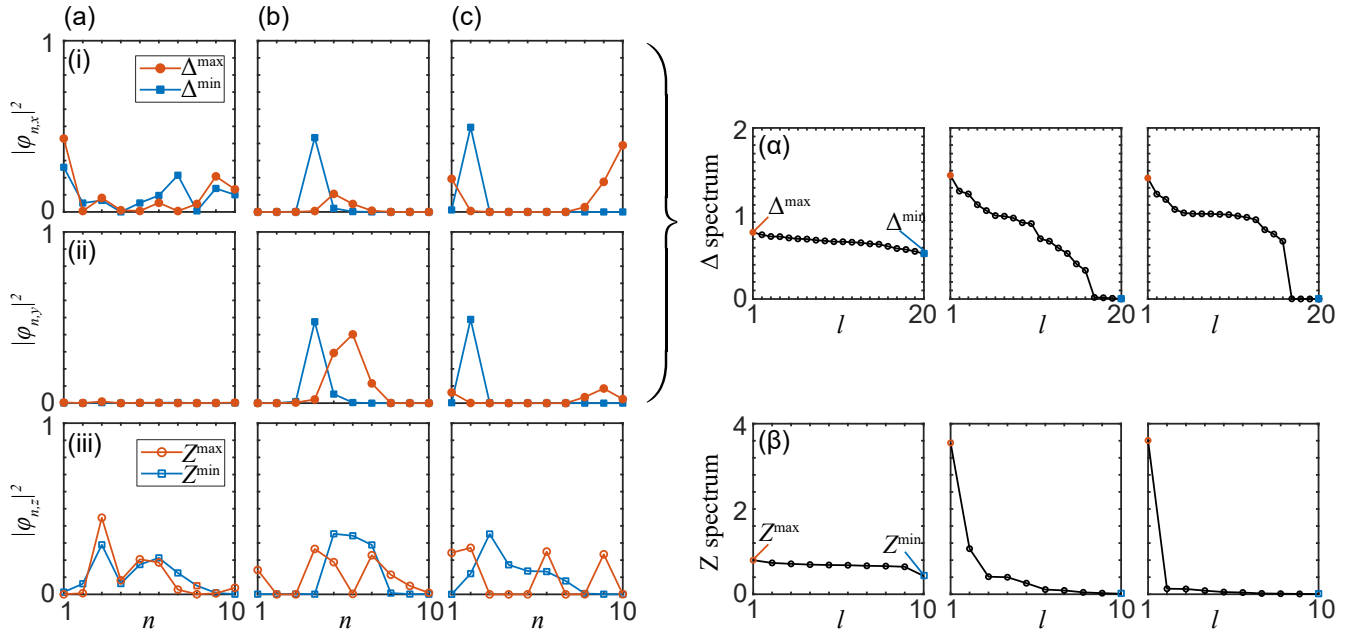 (a) (b) (c)
1 (i) Δmax
Δmin
|φn,x|²
0
1 (ii)
|φn,y|²
0
1 (iii) Zmax
Zmin
|φn,z|²
0
1 10 1 10 1 10
n n n
2 (α)
Δmax Δmin
1
Δ spectrum
0
1 20 1 20 1 20
l l l
4 (β)
2
Zmax Zmin
Z spectrum
0
1 10 1 10 1 10
l l l